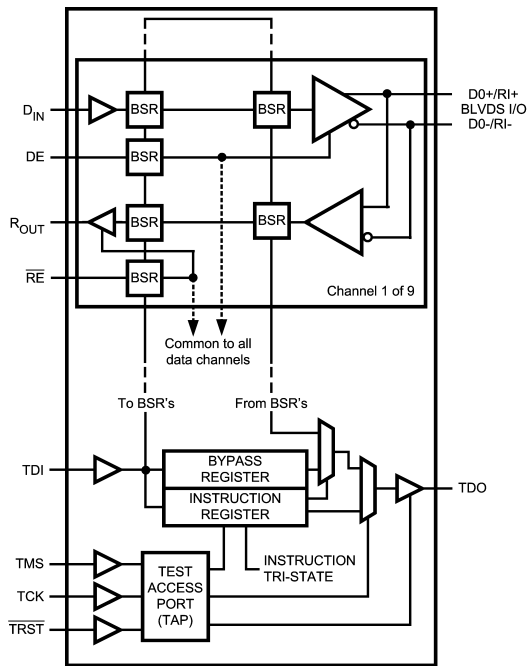 BSR
BSR
D0+/RI+
BLVDS I/O
D0-/RI-
DIN
DE
BSR
ROUT
BSR
BSR
RE
BSR
Channel 1 of 9
Common to all
data channels
To BSR's
From BSR's
TDI
BYPASS
REGISTER
INSTRUCTION
REGISTER
TDO
TMS
TCK
TRST
TEST
ACCESS
PORT
(TAP)
INSTRUCTION
TRI-STATE